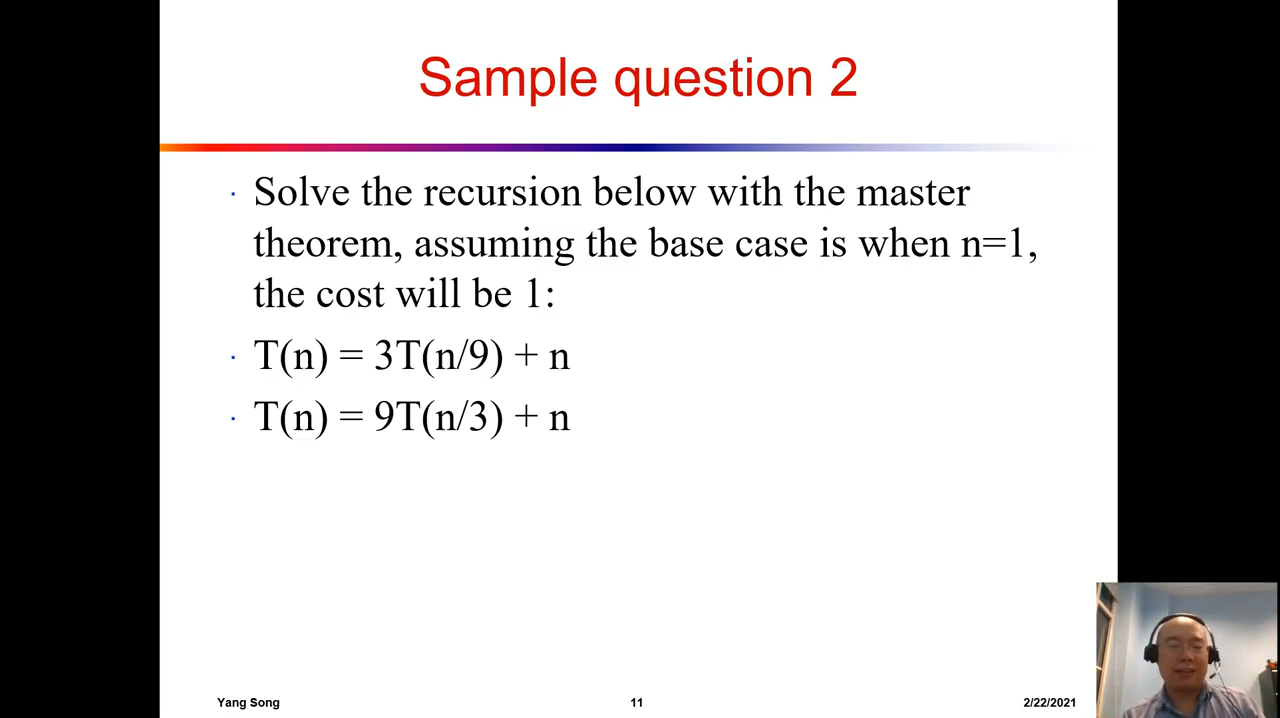 Sample question 2
· Solve the recursion below with the master
theorem, assuming the base case is when n=1,
the cost will be 1:
· T(n) = 3T(n/9) + n
· T(n) = 9T(n/3) + n
Yang Song
11
2/22/2021